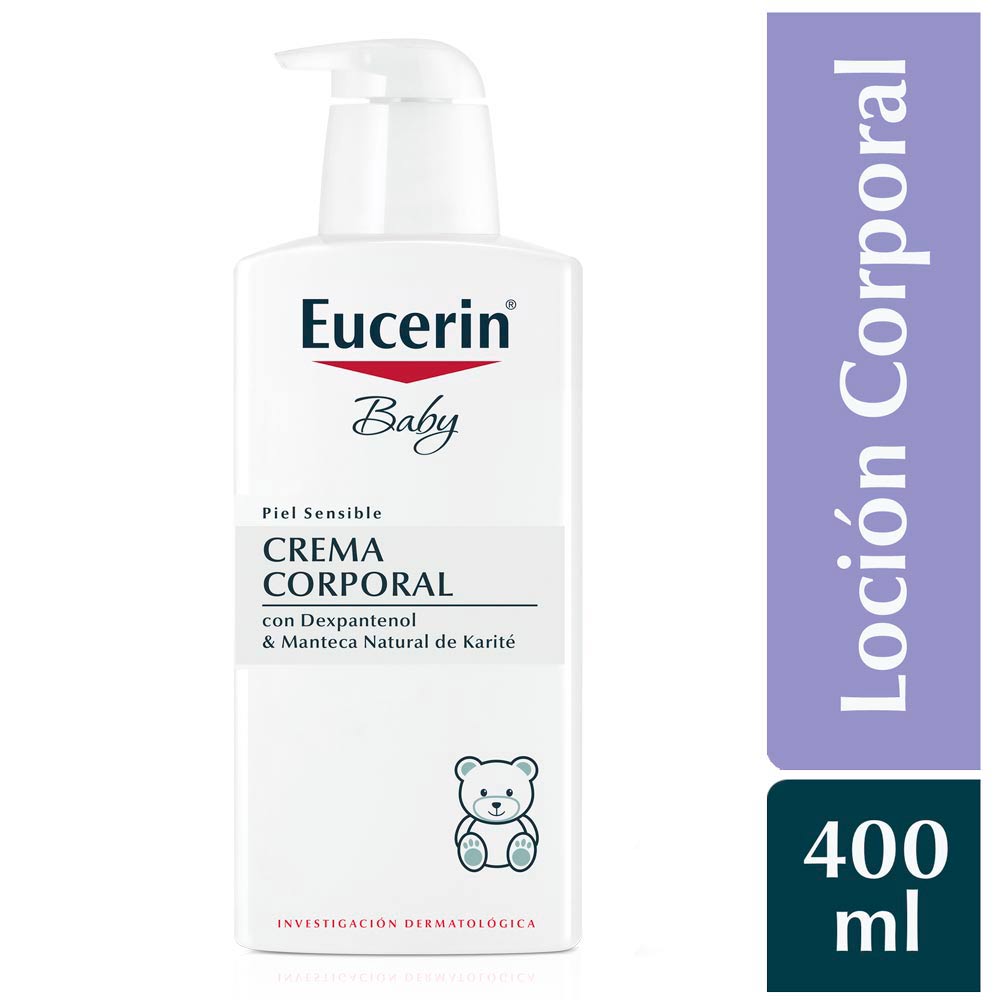 Eucerin®
Baby
Piel Sensible
CREMA
CORPORAL
con Dexpantenol
& Manteca Natural de Karité
INVESTIGACIÓN DERMATOLÓGICA
Loción Corporal
400
ml